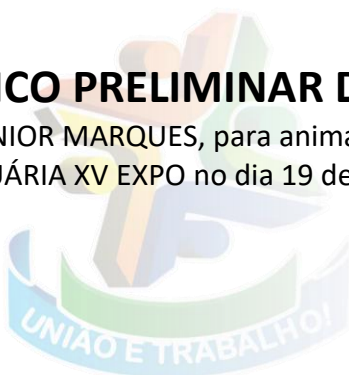 ICO PRELIMINAR D
NIOR MARQUES, para anima
UÁRIA XV EXPO no dia 19 de
UNIÃO E TRABALHO!